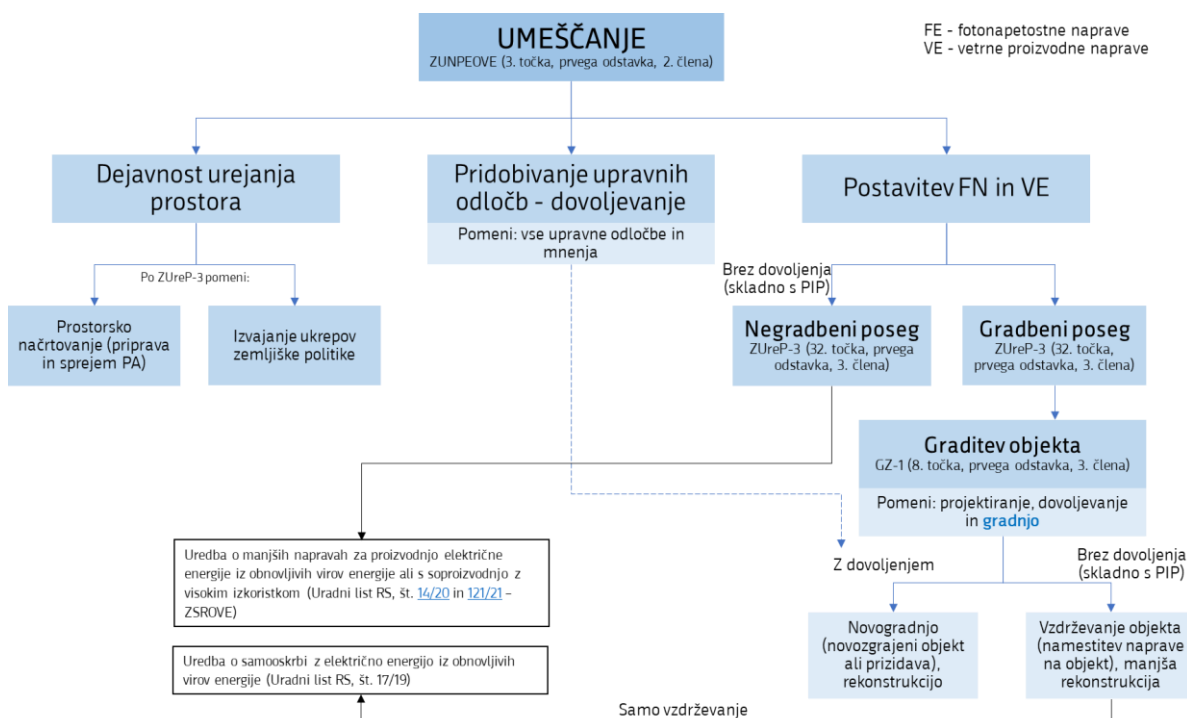 UMEŠČANJE
ZUNPEOVE (3. točka, prvega odstavka, 2. člena)
FE - fotonapetostne naprave
VE - vetrne proizvodne naprave
Dejavnost urejanja
prostora
Pridobivanje upravnih
odločb - dovoljevanje
Pomeni: vse upravne odločbe in
mnenja
Postavitev FN in VE
Po ZUreP-3 pomeni:
Prostorsko
načrtovanje (priprava
in sprejem PA)
Izvajanje ukrepov
zemljiške politike
Brez dovoljenja
(skladno s PIP)
Negradbeni poseg
ZUreP-3 (32. točka, prvega
odstavka, 3. člena)
Gradbeni poseg
ZUreP-3 (32. točka,
prvega odstavka, 3. člena)
Graditev objekta
GZ-1 (8. točka, prvega odstavka, 3. člena)
Pomeni: projektiranje, dovoljevanje
in gradnjo
Uredba o manjših napravah za proizvodnjo električne
energije iz obnovljivih virov energije ali s soproizvodnjo z
visokim izkoristkom (Uradni list RS, št. 14/20 in 121/21 –
ZSROVE)
Uredba o samooskrbi z električno energijo iz obnovljivih
virov energije (Uradni list RS, št. 17/19)
Z dovoljenjem
Brez dovoljenja
(skladno s PIP)
Novogradnjo
(novozgrajeni objekt
ali prizidava),
rekonstrukcijo
Vzdrževanje objekta
(namestitev naprave
na objekt), manjša
rekonstrukcija
Samo vzdrževanje